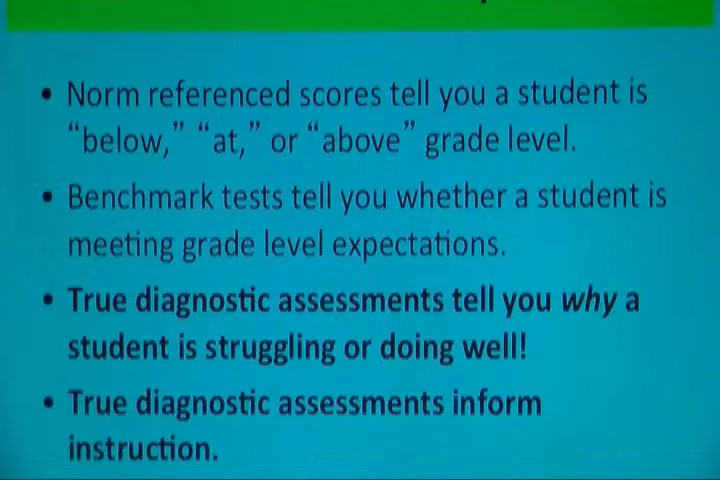 • Norm referenced scores tell you a student is
“below,” “at,” or “above” grade level.
• Benchmark tests tell you whether a student is
meeting grade level expectations.
• True diagnostic assessments tell you why a
student is struggling or doing well!
• True diagnostic assessments inform
instruction.